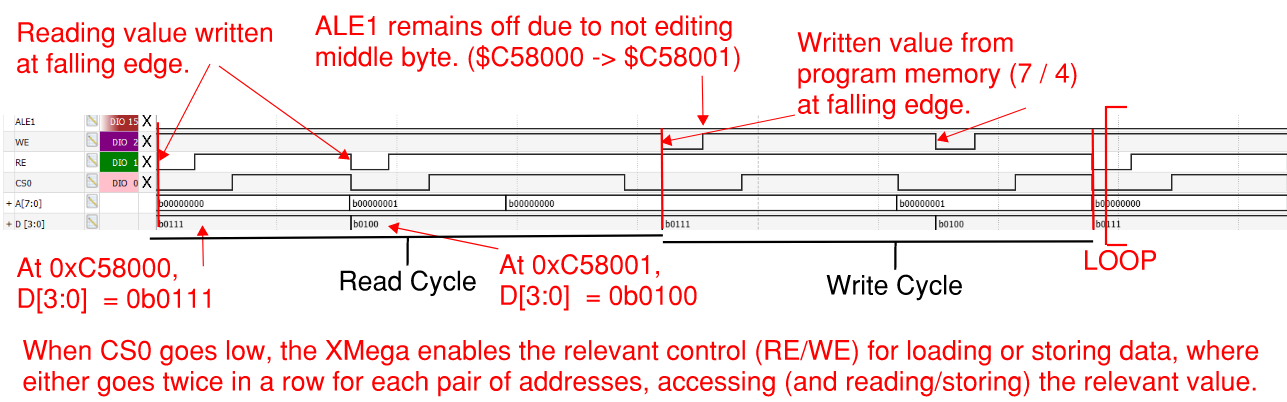 Reading value written
at falling edge.
ALE1 remains off due to not editing
middle byte. ($C58000 -> $C58001)
Written value from
program memory (7 / 4)
at falling edge.
ALE1 DIO 15 X
WE DIO 2 X
RE DIO 1 X
CS0 DIO 0 X
+ A[7:0] b00000000 b00000001 b00000000 b00000001 b00000000
+ D [3:0] b0111 b0100 b0111 b0100 b0111
At 0xC58000,
D[3:0] = 0b0111
Read Cycle
At 0xC58001,
D[3:0] = 0b0100
Write Cycle
LOOP
When CS0 goes low, the XMega enables the relevant control (RE/WE) for loading or storing data, where
either goes twice in a row for each pair of addresses, accessing (and reading/storing) the relevant value.